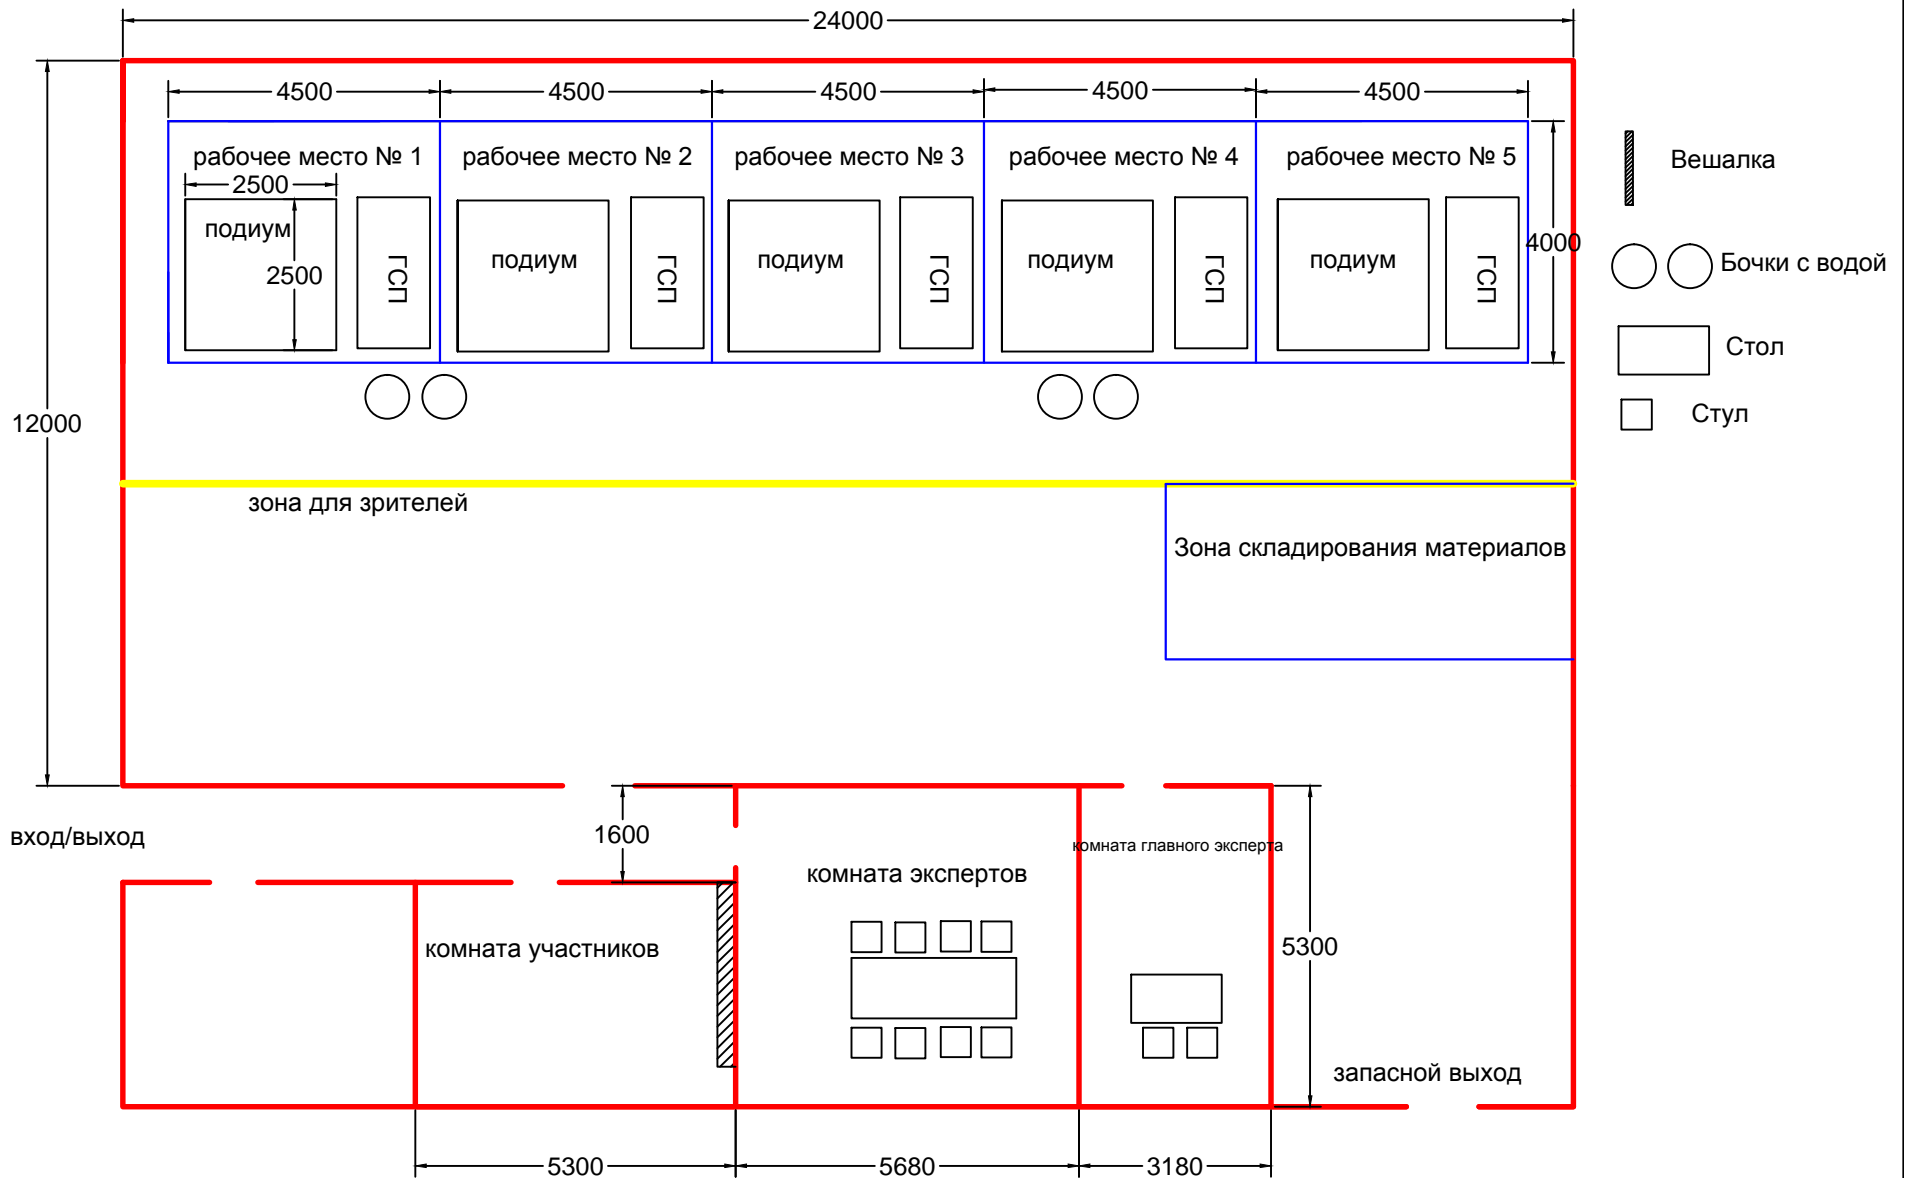 24000
4500
4500
4500
4500
4500
рабочее место № 1
рабочее место № 2
рабочее место № 3
рабочее место № 4
рабочее место № 5
Вешалка
2500
подиум
2500
ГСП
подиум
ГСП
подиум
ГСП
подиум
ГСП
подиум
ГСП
4000
Бочки с водой
Стол
Стул
12000
зона для зрителей
Зона складирования материалов
вход/выход
1600
комната экспертов
комната главного эксперта
комната участников
5300
запасной выход
5300
5680
3180